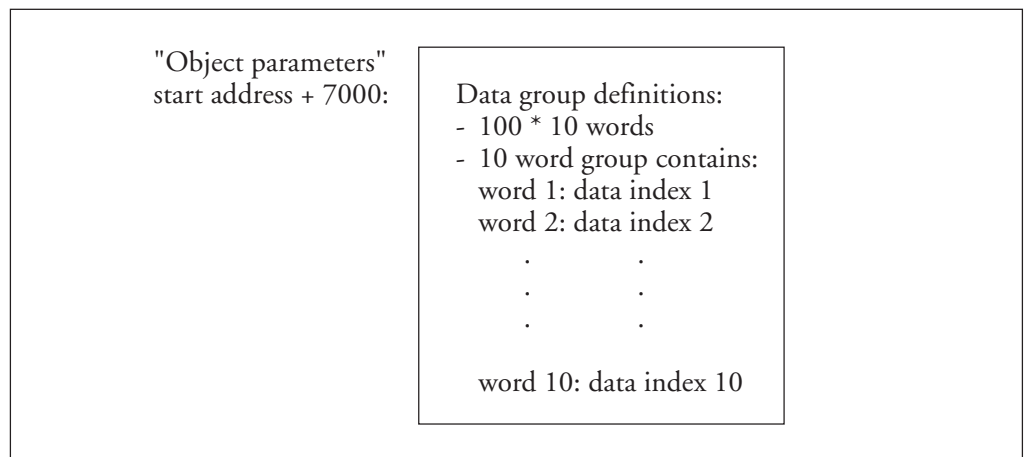 "Object parameters"
start address + 7000:
Data group definitions:
- 100 * 10 words
- 10 word group contains:
word 1: data index 1
word 2: data index 2
. .
. .
. .
word 10: data index 10